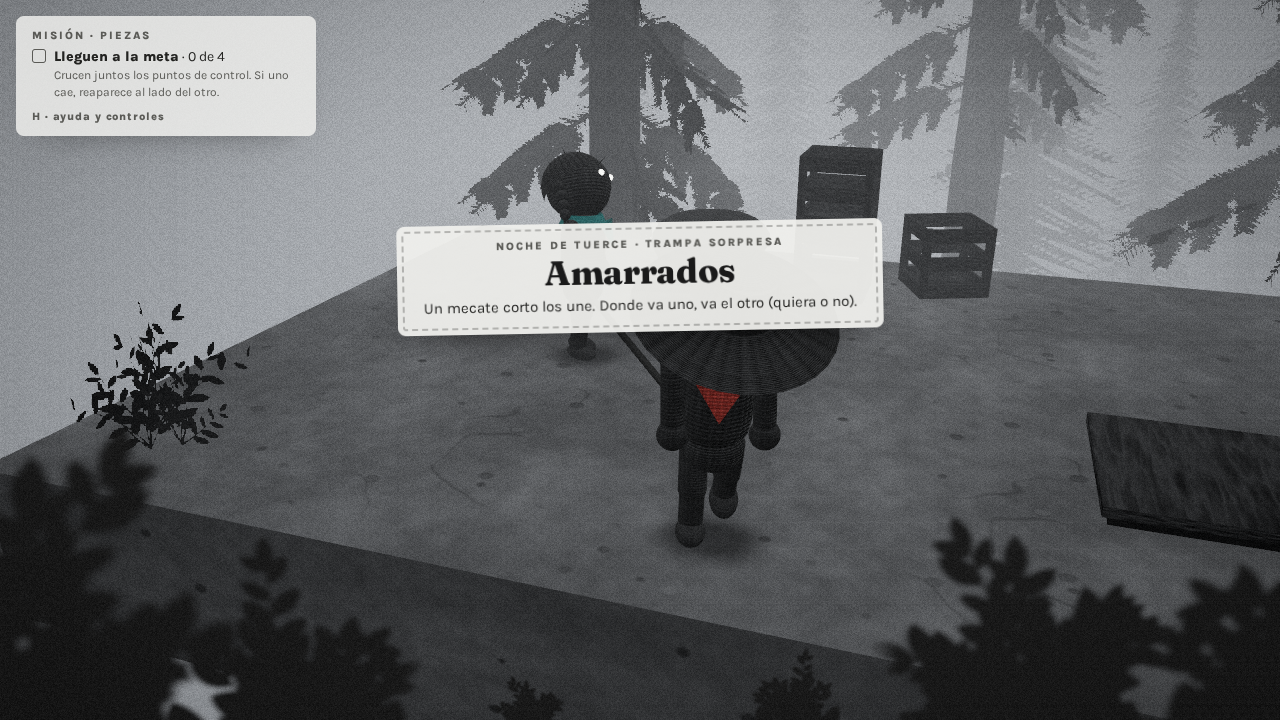 MISIÓN · PIEZAS
Lleguen a la meta · 0 de 4
Crucen juntos los puntos de control. Si uno
cae, reaparece al lado del otro.
H · ayuda y controles
NOCHE DE TUERCE · TRAMPA SORPRESA
Amarrados
Un mecate corto los une. Donde va uno, va el otro (quiera o no).